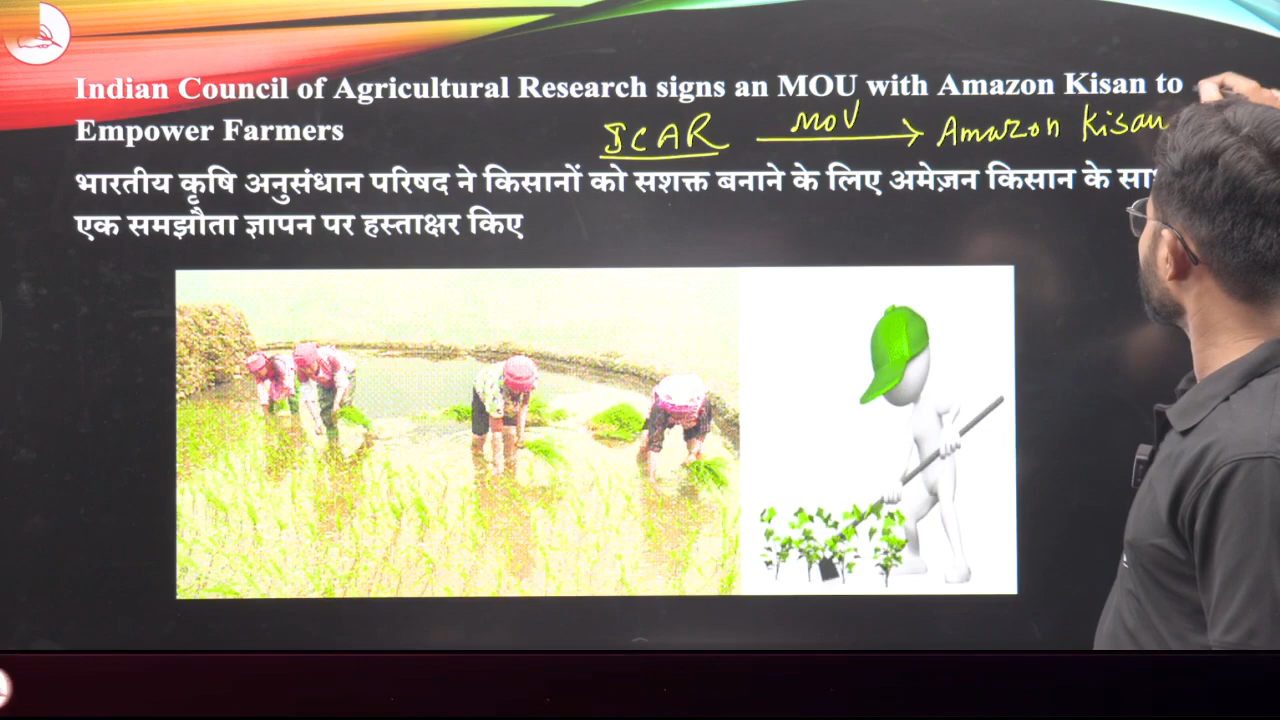 Indian Council of Agricultural Research signs an MOU with Amazon Kisan to
Empower Farmers
ICAR MOU Amazon Kisan
भारतीय कृषि अनुसंधान परिषद ने किसानों को सशक्त बनाने के लिए अमेज़न किसान के
एक समझौता ज्ञापन पर हस्ताक्षर किए